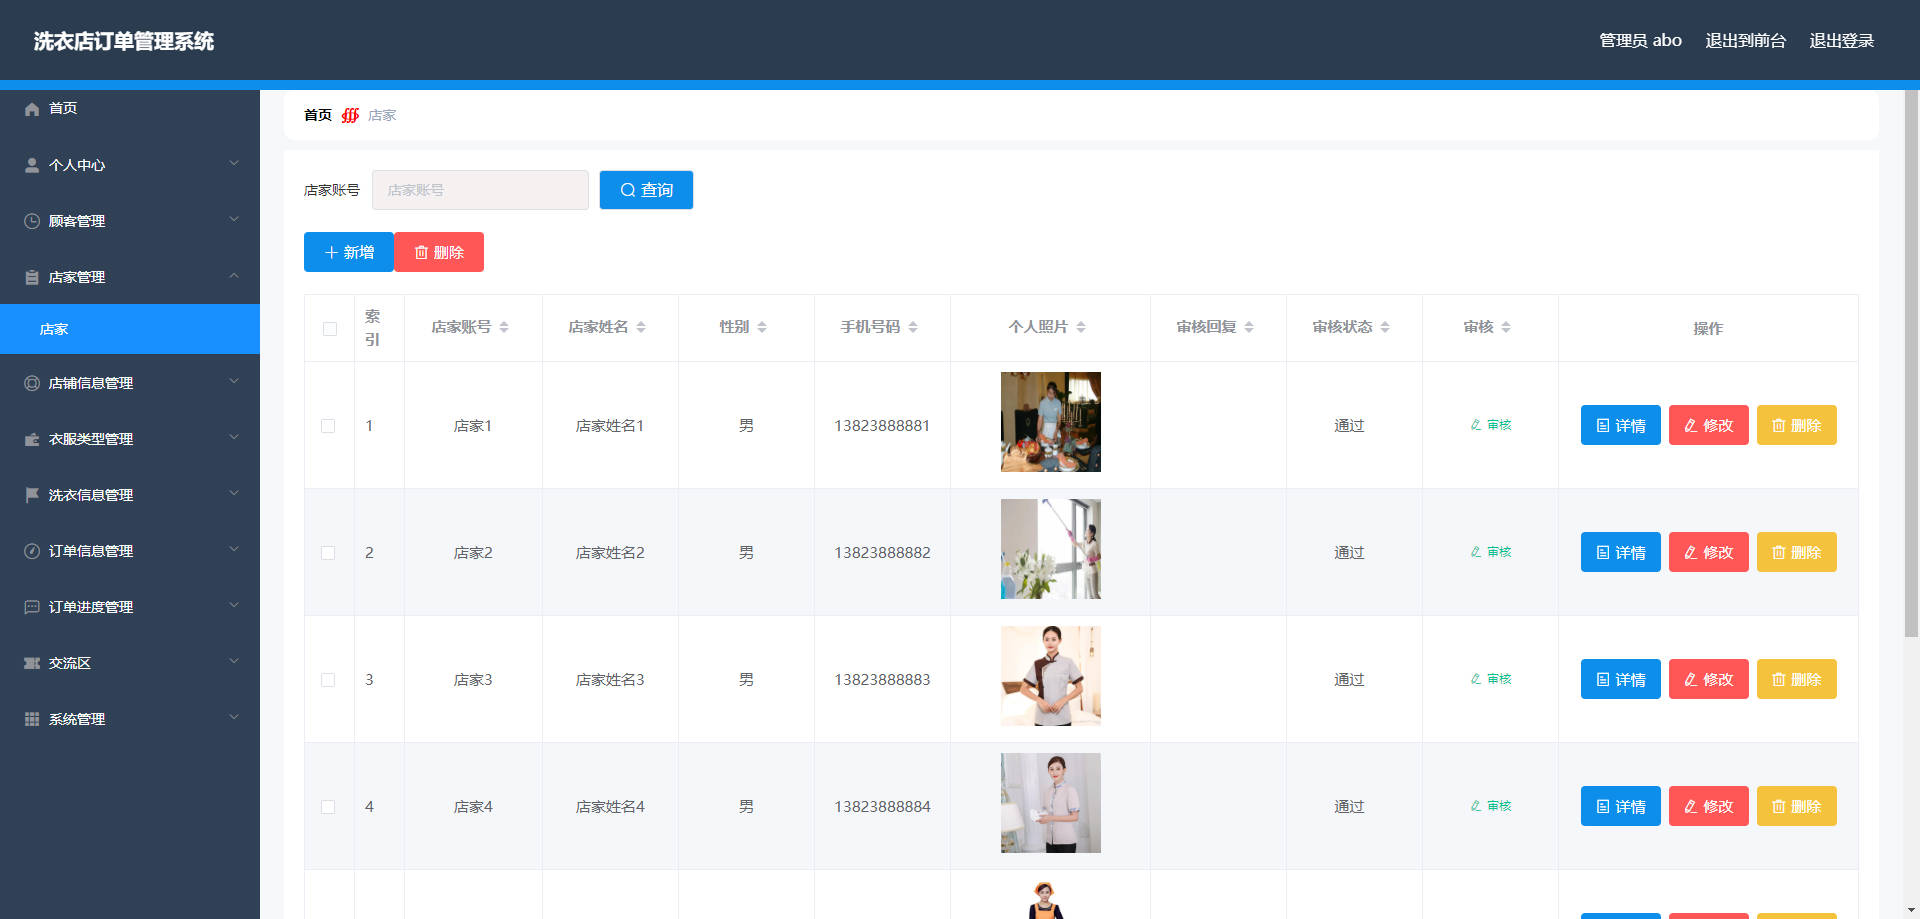 洗衣店订单管理系统
管理员 abo 退出到前台 退出登录
首页
个人中心
顾客管理
店家管理
店家
店铺信息管理
衣服类型管理
洗衣信息管理
订单信息管理
订单进度管理
交流区
系统管理
首页 店家
店家账号 店家账号 查询
新增 删除
索引 店家账号 店家姓名 性别 手机号码 个人照片 审核回复 审核状态 审核 操作
1 店家1 店家姓名1 男 13823888881 通过 审核 详情 修改 删除
2 店家2 店家姓名2 男 13823888882 通过 审核 详情 修改 删除
3 店家3 店家姓名3 男 13823888883 通过 审核 详情 修改 删除
4 店家4 店家姓名4 男 13823888884 通过 审核 详情 修改 删除